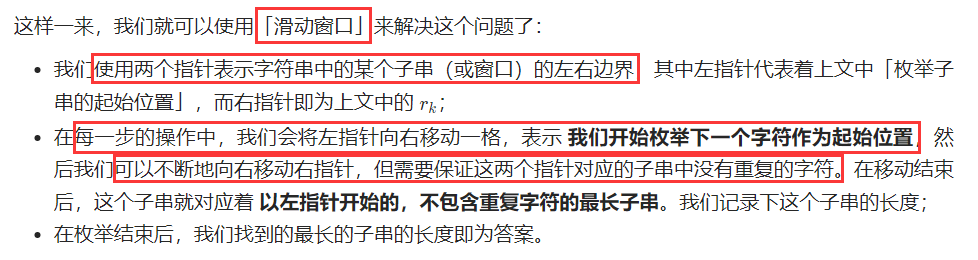 这样一来，我们就可以使用「滑动窗口」来解决这个问题了：
• 我们使用两个指针表示字符串中的某个子串（或窗口）的左右边界 其中左指针代表着上文中「枚举子
串的起始位置」，而右指针即为上文中的 rₖ；
• 在每一步的操作中，我们会将左指针向右移动一格，表示 我们开始枚举下一个字符作为起始位置，然
后我们可以不断地向右移动右指针，但需要保证这两个指针对应的子串中没有重复的字符。在移动结束
后，这个子串就对应着 以左指针开始的，不包含重复字符的最长子串。我们记录下这个子串的长度；
• 在枚举结束后，我们找到的最长的子串的长度即为答案。